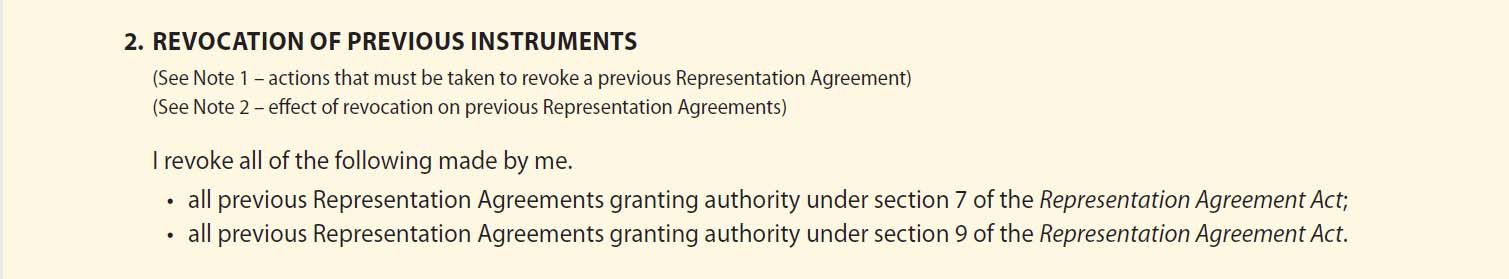 2. REVOCATION OF PREVIOUS INSTRUMENTS
(See Note 1 – actions that must be taken to revoke a previous Representation Agreement)
(See Note 2 – effect of revocation on previous Representation Agreements)
I revoke all of the following made by me.
• all previous Representation Agreements granting authority under section 7 of the Representation Agreement Act;
• all previous Representation Agreements granting authority under section 9 of the Representation Agreement Act.